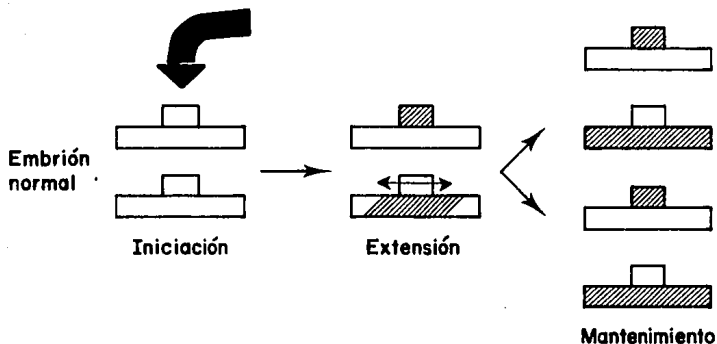 Embrión
normal
Iniciación
Extensión
Mantenimiento